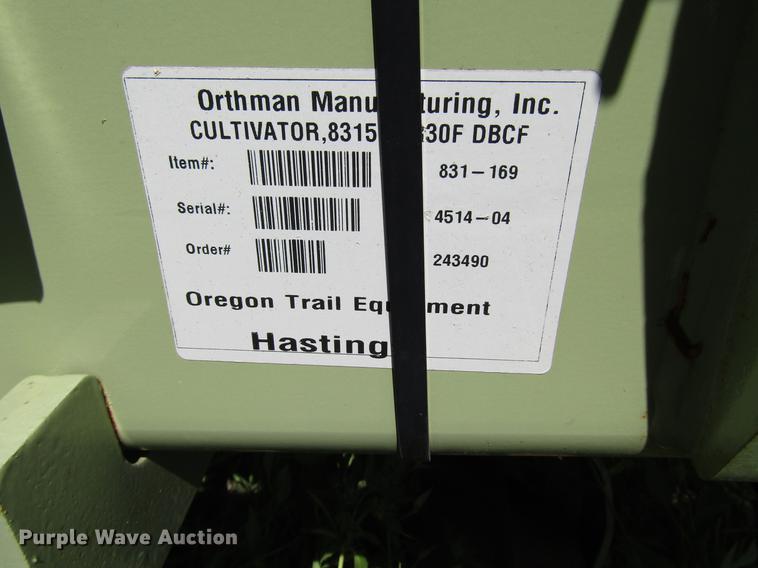 Orthman Manu turing, Inc.
CULTIVATOR,8315 30F DBCF
Item#: 831-169
Serial#: 4514-04
Order# 243490
Oregon Trail Equ ment
Hasting
Purple Wave Auction